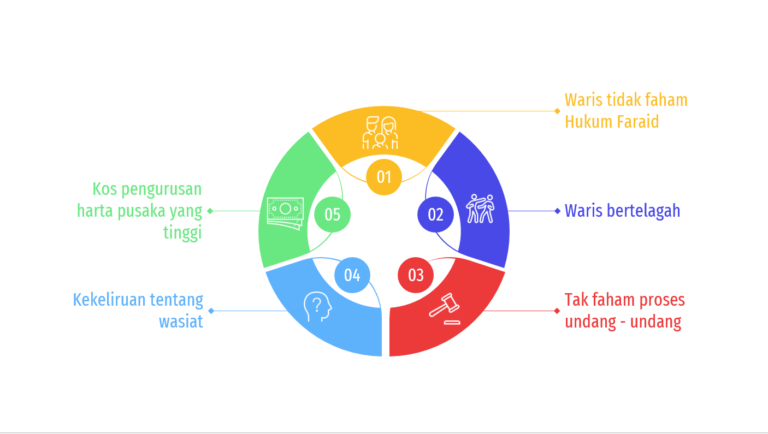 Waris tidak faham
Hukum Faraid
01
Waris bertelagah
02
Tak faham proses
undang - undang
03
Kekeliruan tentang
wasiat
04
Kos pengurusan
harta pusaka yang
tinggi
05